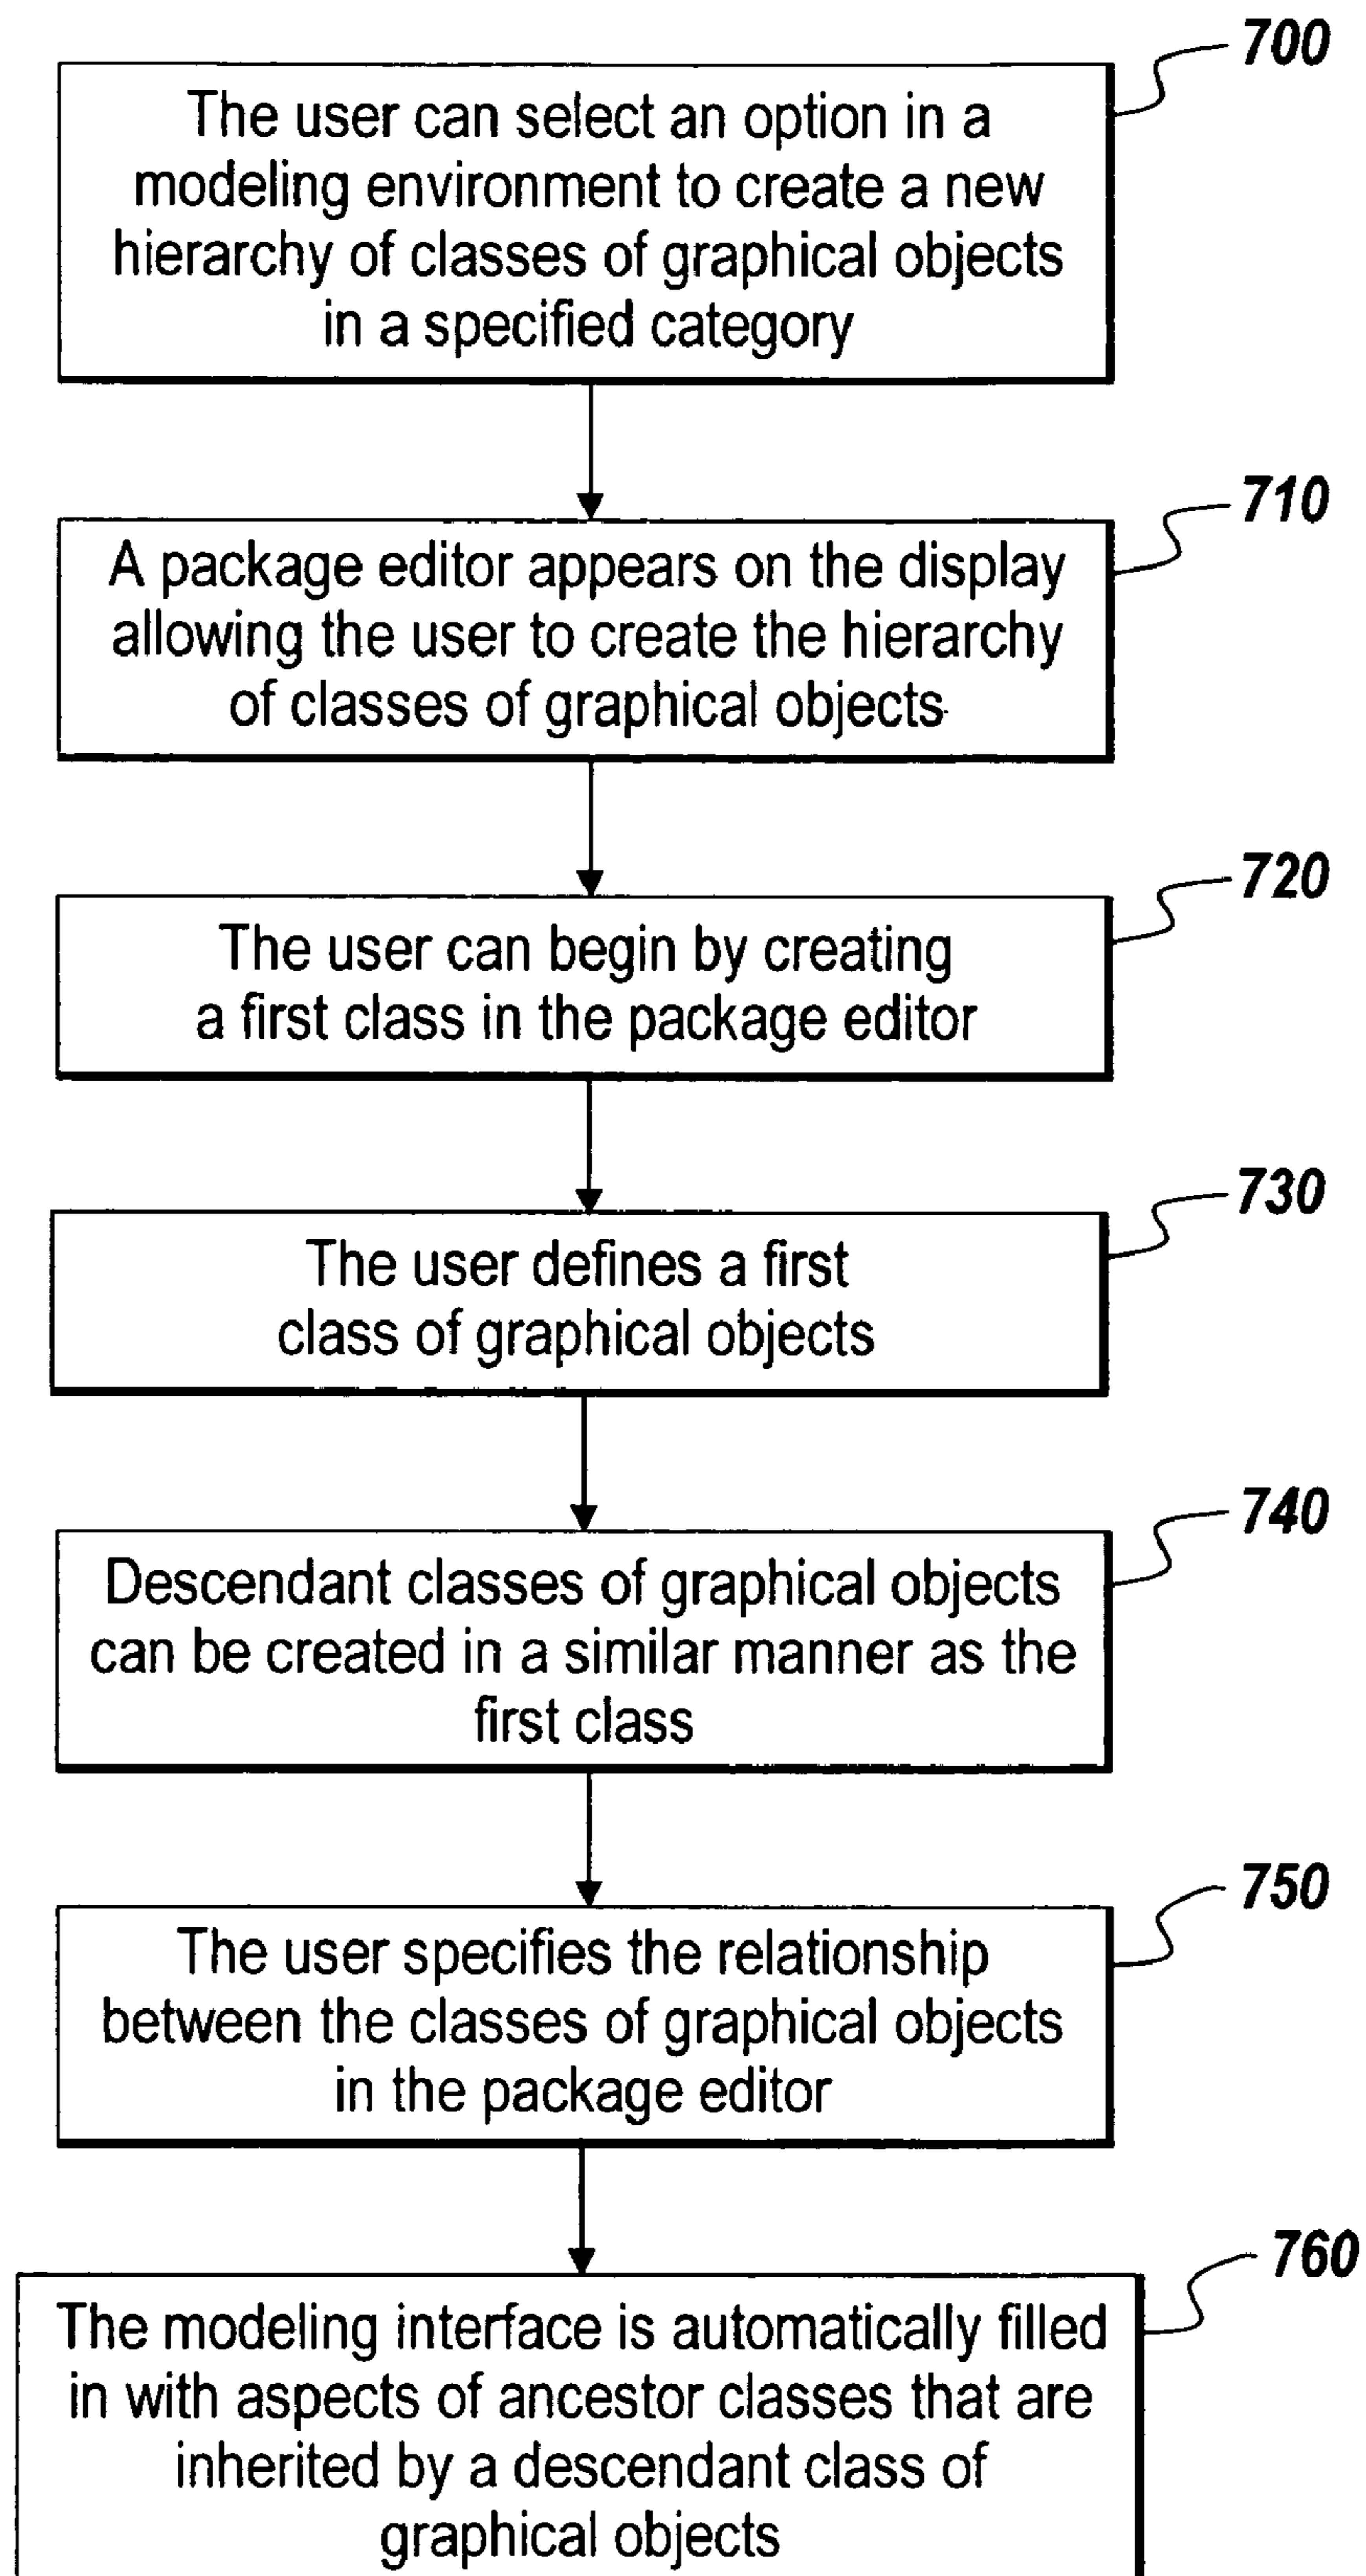 700
The user can select an option in a
modeling environment to create a new
hierarchy of classes of graphical objects
in a specified category
710
A package editor appears on the display
allowing the user to create the hierarchy
of classes of graphical objects
720
The user can begin by creating
a first class in the package editor
730
The user defines a first
class of graphical objects
740
Descendant classes of graphical objects
can be created in a similar manner as the
first class
750
The user specifies the relationship
between the classes of graphical objects
in the package editor
760
The modeling interface is automatically filled
in with aspects of ancestor classes that are
inherited by a descendant class of
graphical objects